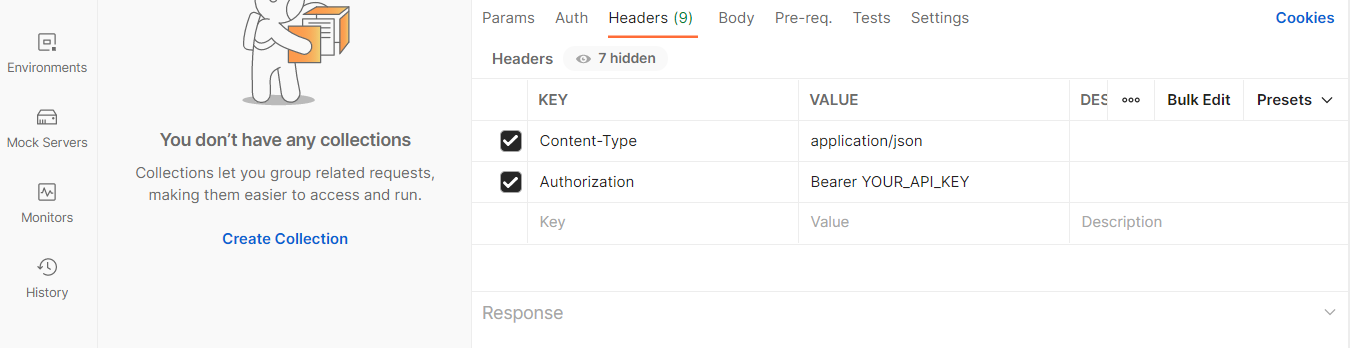 Environments
Mock Servers
Monitors
History
You don’t have any collections
Collections let you group related requests,
making them easier to access and run.
Create Collection
Params Auth Headers (9) Body Pre-req. Tests Settings Cookies
Headers 7 hidden
KEY VALUE DES Bulk Edit Presets
Content-Type application/json
Authorization Bearer YOUR_API_KEY
Key Value Description
Response